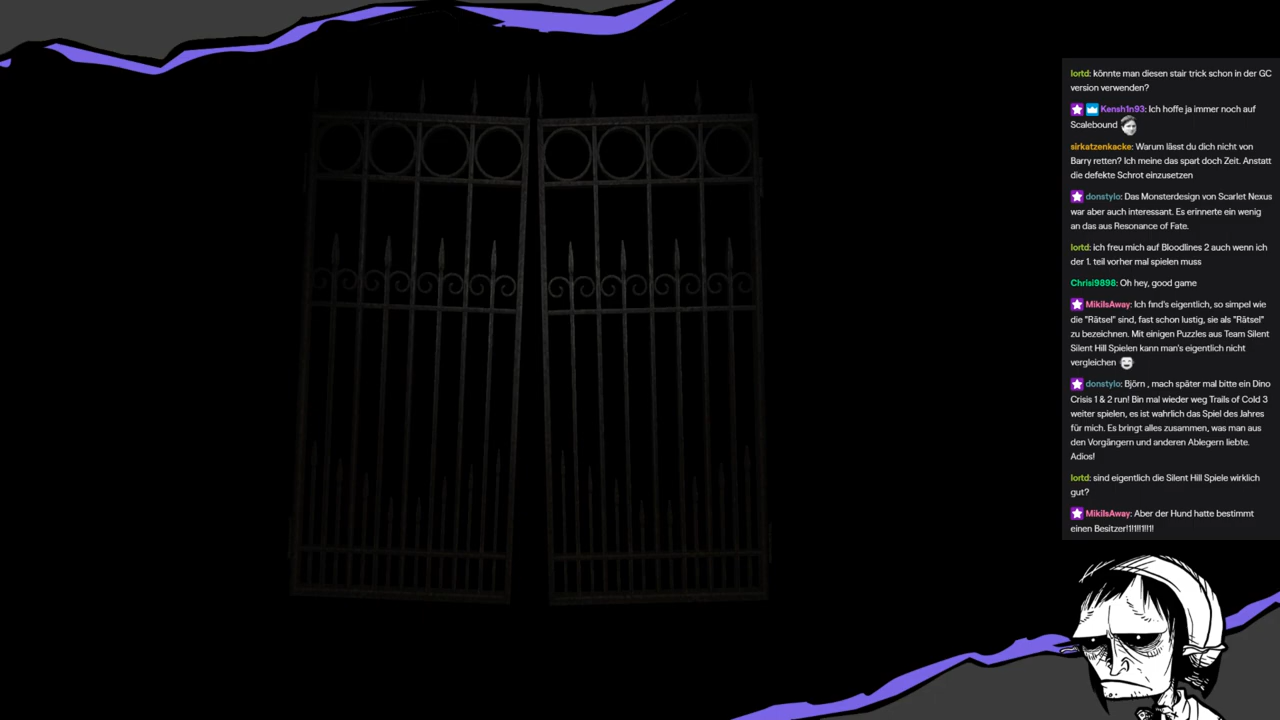 lortd: könnte man diesen stair trick schon in der GC
version verwenden?
Kensh1n93: Ich hoffe ja immer noch auf
Scalebound
sirkatzenkacke: Warum lässt du dich nicht von
Barry retten? Ich meine das spart doch Zeit. Anstatt
die defekte Schrot einzusetzen
donstylo: Das Monsterdesign von Scarlet Nexus
war aber auch interessant. Es erinnerte ein wenig
an das aus Resonance of Fate.
lortd: ich freu mich auf Bloodlines 2 auch wenn ich
der 1. teil vorher mal spielen muss
Chrisi9898: Oh hey, good game
MikilsAway: Ich find's eigentlich, so simpel wie
die "Rätsel" sind, fast schon lustig, sie als "Rätsel"
zu bezeichnen. Mit einigen Puzzles aus Team Silent
Silent Hill Spielen kann man's eigentlich nicht
vergleichen
donstylo: Björn , mach später mal bitte ein Dino
Crisis 1 & 2 run! Bin mal wieder weg Trails of Cold 3
weiter spielen, es ist wahrlich das Spiel des Jahres
für mich. Es bringt alles zusammen, was man aus
den Vorgängern und anderen Ablegern liebte.
Adios!
lortd: sind eigentlich die Silent Hill Spiele wirklich
gut?
MikilsAway: Aber der Hund hatte bestimmt
einen Besitzer!1!1!!1!!1!